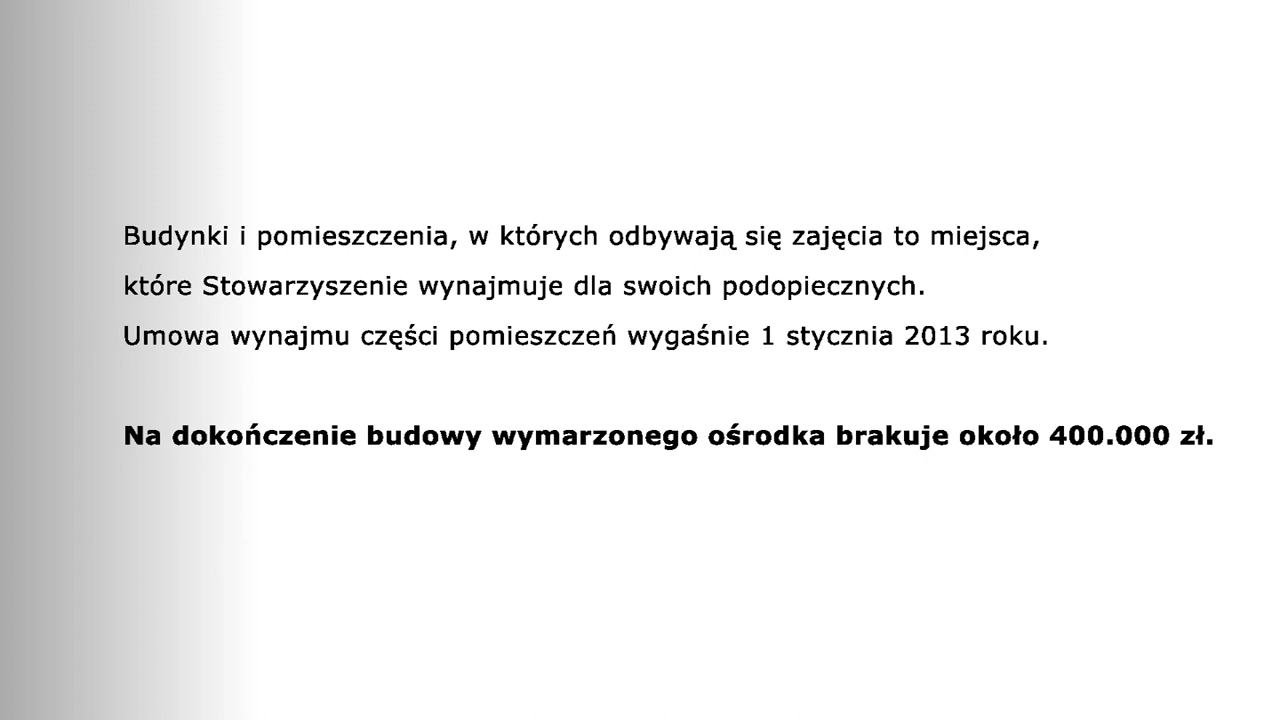 Budynki i pomieszczenia, w których odbywają się zajęcia to miejsca,
które Stowarzyszenie wynajmuje dla swoich podopiecznych.
Umowa wynajmu części pomieszczeń wygaśnie 1 stycznia 2013 roku.
Na dokończenie budowy wymarzonego ośrodka brakuje około 400.000 zł.